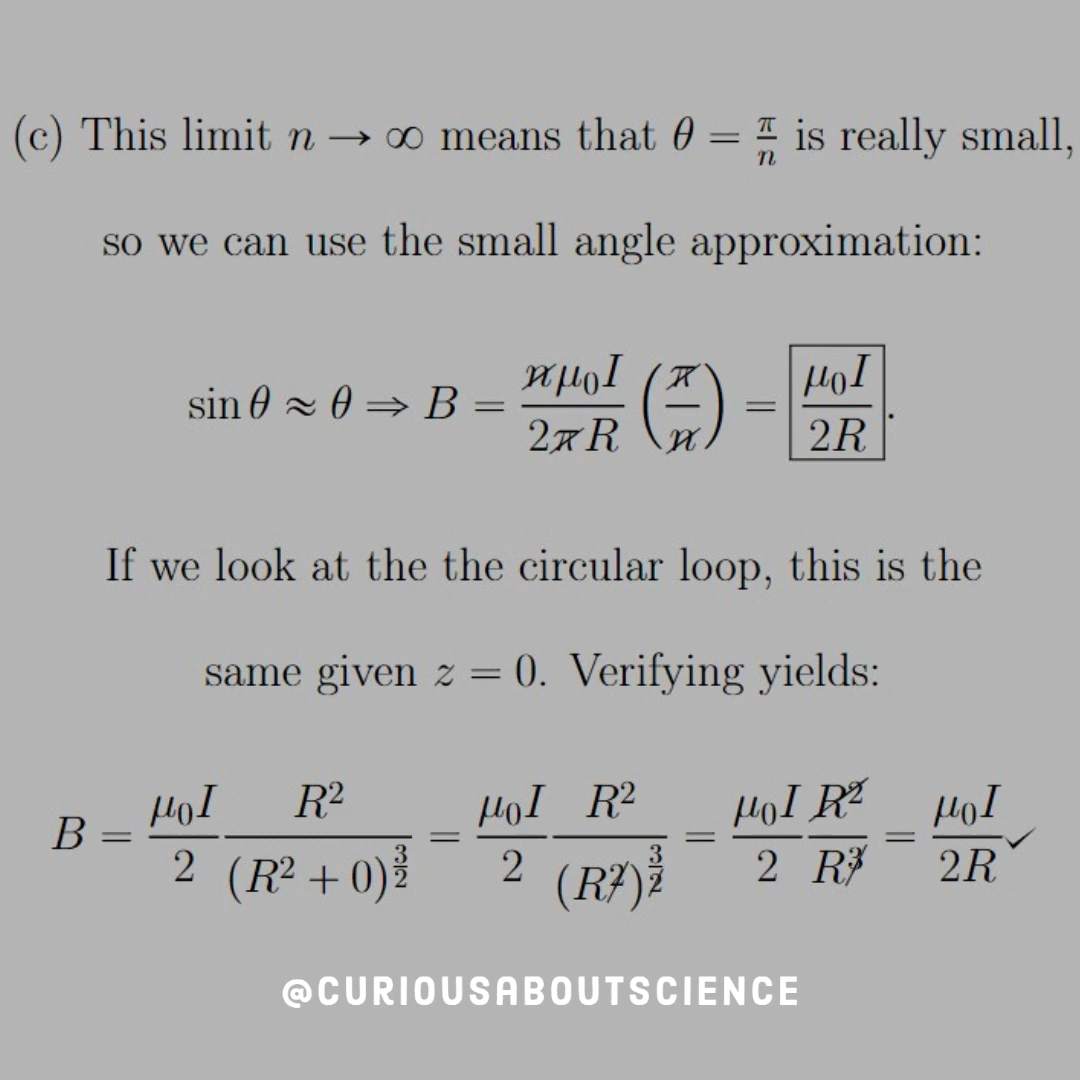 (c) This limit n → ∞ means that θ = π/n is really small,
so we can use the small angle approximation:
sin θ ≈ θ ⇒ B = nμ₀I/2πR (π/n) = μ₀I/2R.
If we look at the the circular loop, this is the
same given z = 0. Verifying yields:
B = μ₀I/2 R²/(R² + 0)^(3/2) = μ₀I/2 R²/(R²)^(3/2) = μ₀I/2 R²/R³ = μ₀I/2R ✓
@CURIOUSABOUTSCIENCE